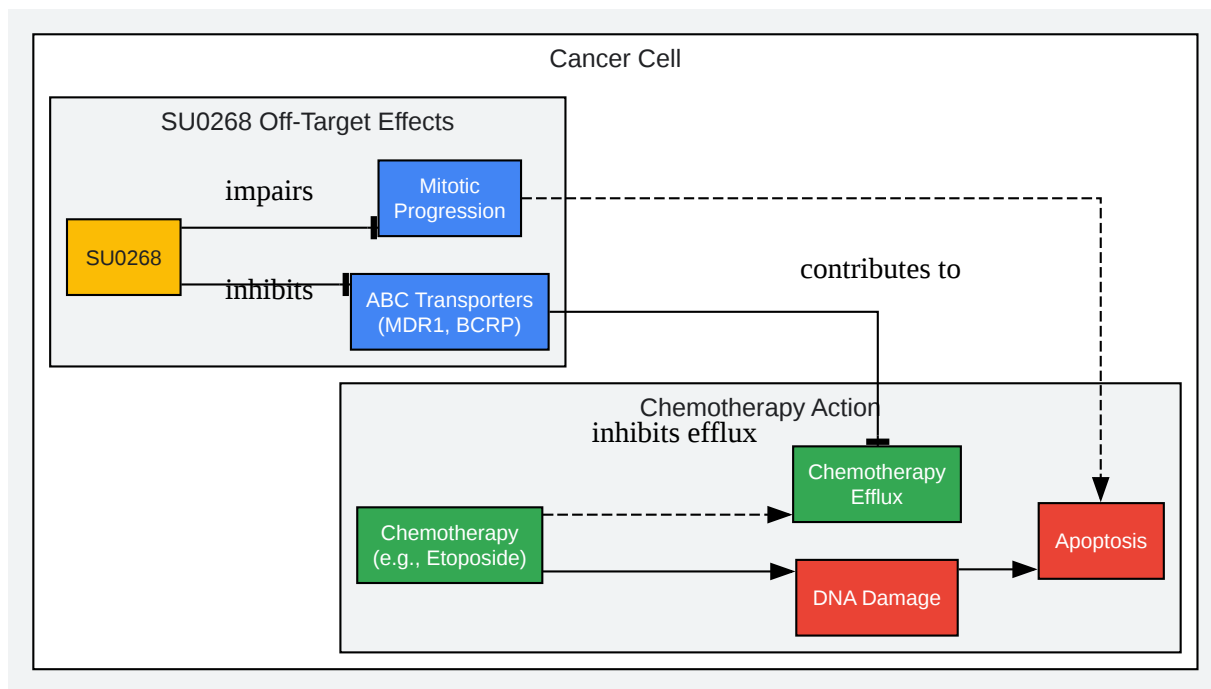 Cancer Cell
SU0268 Off-Target Effects
impairs
Mitotic
Progression
SU0268
inhibits
ABC Transporters
(MDR1, BCRP)
contributes to
Chemotherapy Action
inhibits efflux
Chemotherapy
Efflux
Chemotherapy
(e.g., Etoposide)
Apoptosis
DNA Damage